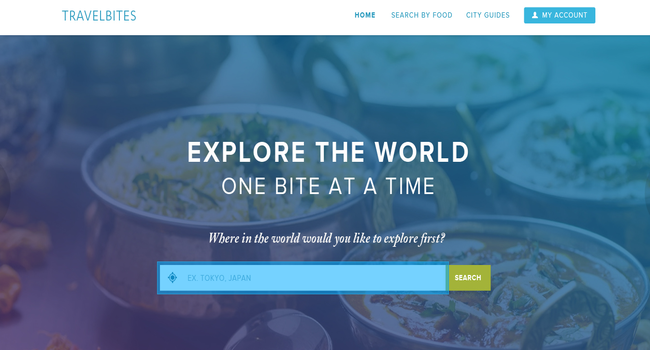 TRAVELBITES
HOME SEARCH BY FOOD CITY GUIDES MY ACCOUNT
EXPLORE THE WORLD
ONE BITE AT A TIME
Where in the world would you like to explore first?
EX. TOKYO, JAPAN SEARCH